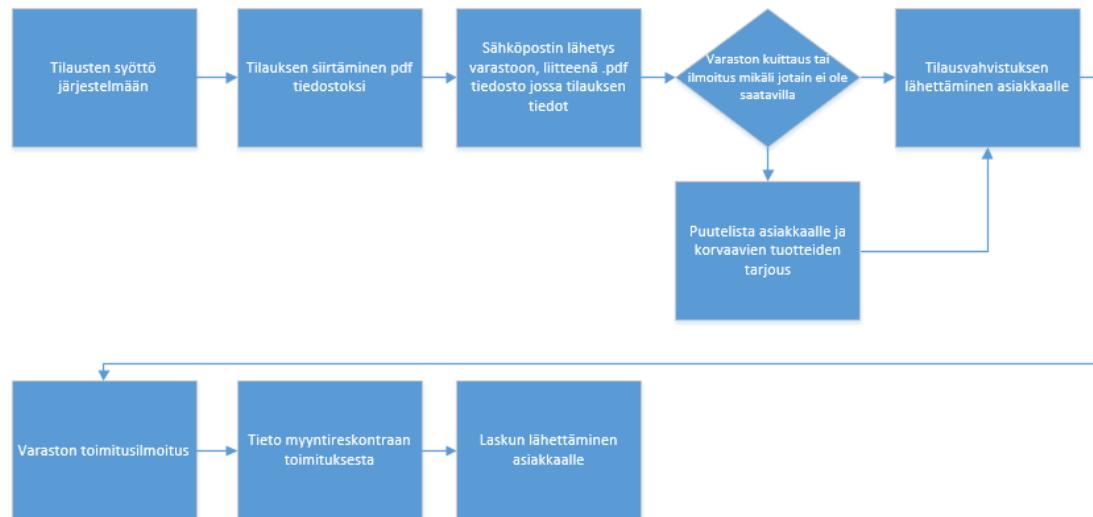 Tilausten syöttö
järjestelmään
Tilauksen siirtäminen pdf
tiedostoksi
Sähköpostin lähetys
varastoon, liitteenä .pdf
tiedosto jossa tilauksen
tiedot
Varaston kuittaus tai
ilmoitus mikäli jotain ei ole
saatavilla
Tilausvahvistuksen
lähettäminen asiakkaalle
Puutelista asiakkaalle ja
korvaavien tuotteiden
tarjous
Varaston toimitusilmoitus
Tieto myyntireskontraan
toimituksesta
Laskun lähettäminen
asiakkaalle